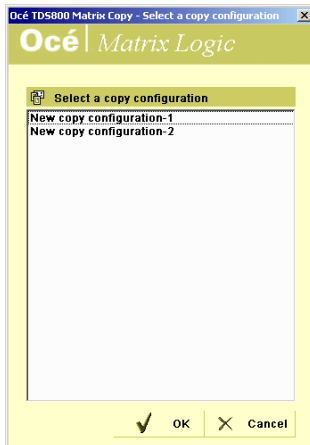 Océ TDS800 Matrix Copy - Select a copy configuration
Océ Matrix Logic
Select a copy configuration
New copy configuration-1
New copy configuration-2
OK Cancel